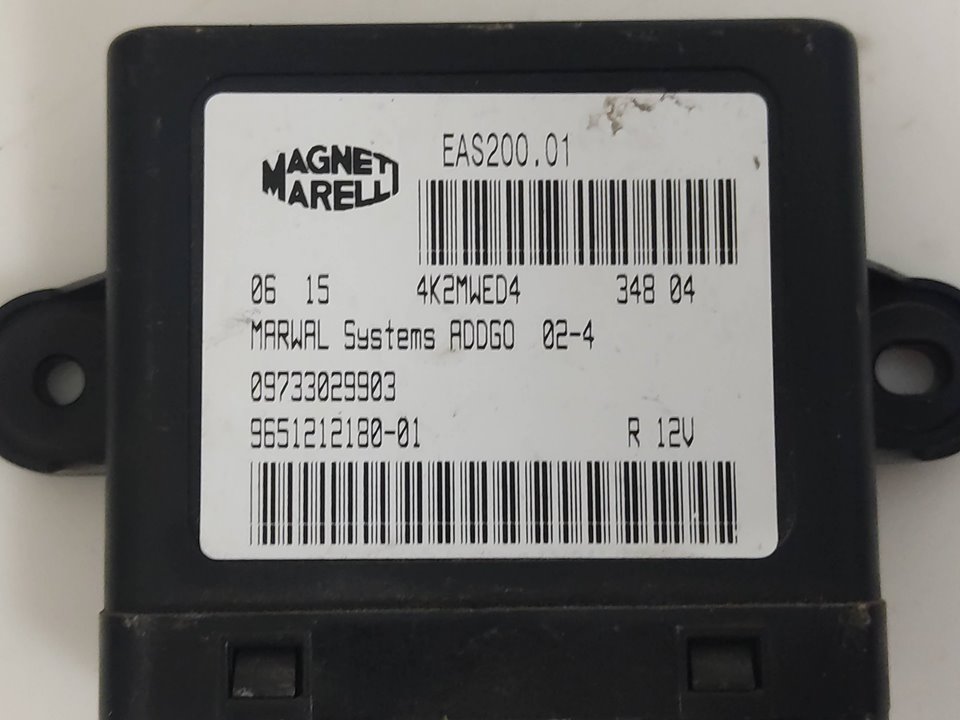 MAGNETI
MARELLI
EAS200.01
06 15 4K2MWED4 348 04
MARWAL Systems ADDGO 02-4
09733029903
9651212180-01 R 12V